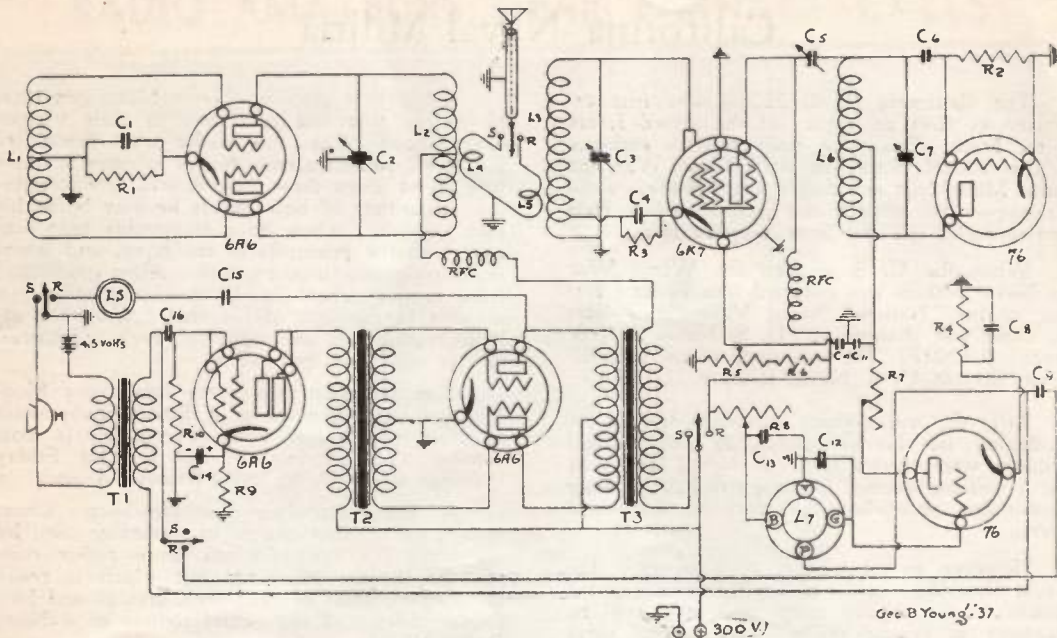 C5
C6
R2
S R
L1
C1
R1
C2
L2
L4
L5
L3
C3
C4
R3
L6
C7
6A6
6K7
76
RFC
RFC
C15
S R
LS
C16
4.5 volts
R4
C8
R5 R6
C11
R7
C9
M
R10
- +
C14
6A6
R9
6A6
S R
R8
C13
C12
B
Y
G
P
L7
76
T1
T2
T3
S
R
300 V!
- +
Geo B Young '37